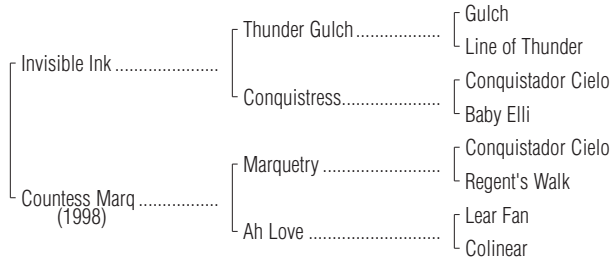 Gulch
Thunder Gulch ...................
Line of Thunder
Invisible Ink .......................
Conquistador Cielo
Conquistress.....................
Baby Elli
Conquistador Cielo
Marquetry .........................
Regent's Walk
Countess Marq ..................
(1998)
Lear Fan
Ah Love .............................
Colinear